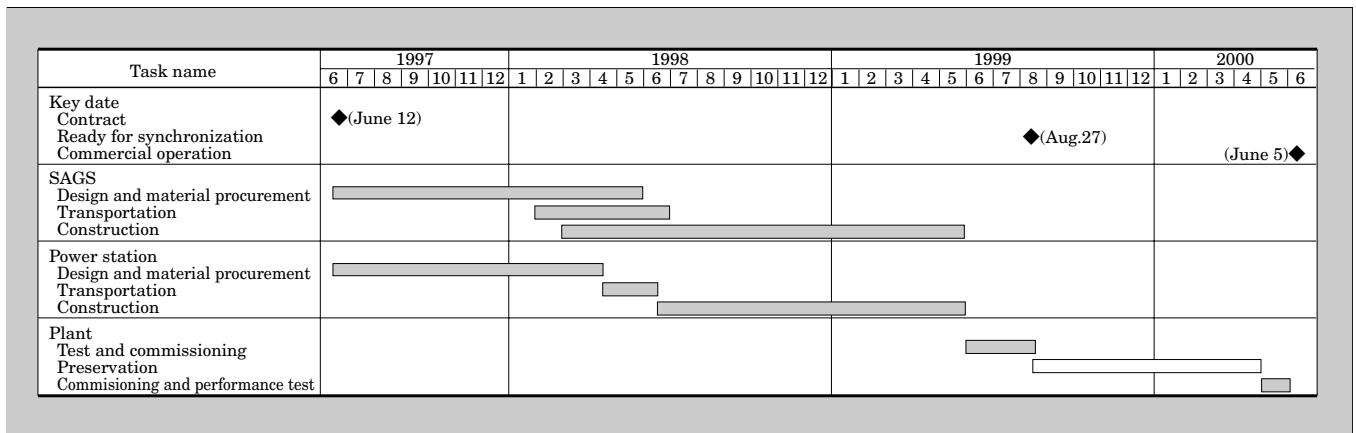 Task name
1997 1998 1999 2000
6 7 8 9 10 11 12 1 2 3 4 5 6 7 8 9 10 11 12 1 2 3 4 5 6 7 8 9 10 11 12 1 2 3 4 5 6
Key date
Contract (June 12)
Ready for synchronization (Aug.27)
Commercial operation (June 5)
SAGS
Design and material procurement
Transportation
Construction
Power station
Design and material procurement
Transportation
Construction
Plant
Test and commissioning
Preservation
Commisioning and performance test